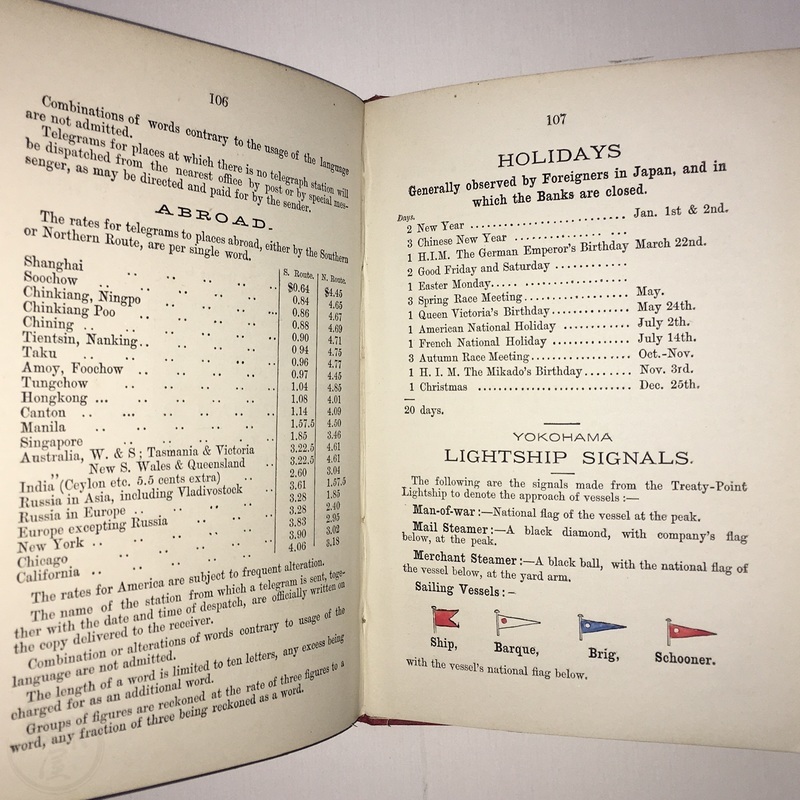 106
Combinations of words contrary to the usage of the language
are not admitted.
Telegrams for places at which there is no telegraph station will
be dispatched from the nearest office by post or by special mes-
senger, as may be directed and paid for by the sender.
ABROAD.
The rates for telegrams to places abroad, either by the Southern
or Northern Route, are per single word.
S. Route. N. Route.
Shanghai .. .. .. .. .. $0.64 $4.45
Soochow .. .. .. .. .. 0.84 4.65
Chinkiang, Ningpo .. .. .. ... 0.86 4.67
Chinkiang Poo .. .. .. .. 0.88 4.69
Chining .. .. .. .. .. 0.90 4.71
Tientsin, Nanking.. .. .. .. 0 94 4.75
Taku .. .. .. .. .. 0.96 4.77
Amoy, Foochow .. .. .. .. 0.97 4.45
Tungchow .. .. .. .. 1.04 4.85
Hongkong ... .. .. .. .. 1.08 4.01
Canton .. ... .. .. .. 1.14 4.09
Manila .. .. .. .. .. 1.57.5 4.50
Singapore .. .. .. .. 1.85 3.46
Australia, W. & S; Tasmania & Victoria 3.22.5 4.61
,, New S. Wales & Queensland .. 3.22.5 4.61
India (Ceylon etc. 5.5 cents extra) .. .. 2.60 3.04
Russia in Asia, including Vladivostock .. 3.61 1.57.5
Russia in Europe .. .. .. .. 3.28 1.85
Europe excepting Russia .. .. .. 3.28 2.40
New York .. .. .. .. .. 3.83 2.95
Chicago .. .. .. .. 3.90 3.02
California .. .. .. .. .. 4.06 3.18
The rates for America are subject to frequent alteration.
The name of the station from which a telegram is sent, toge-
ther with the date and time of despatch, are officially written on
the copy delivered to the receiver.
Combination or alterations of words contrary to usage of the
language are not admitted.
The length of a word is limited to ten letters, any excess being
charged for as an additional word.
Groups of figures are reckoned at the rate of three figures to a
word, any fraction of three being reckoned as a word.
107
HOLIDAYS
Generally observed by Foreigners in Japan, and in
which the Banks are closed.
Days.
2 New Year ........................... Jan. 1st & 2nd.
3 Chinese New Year .............. ...
1 H.I.M. The German Emperor's Birthday March 22nd.
2 Good Friday and Saturday ............
1 Easter Monday..... .................
3 Spring Race Meeting.................. May.
1 Queen Victoria's Birthday............. May 24th.
1 American National Holiday ............ July 2th.
1 French National Holiday ............ July 14th.
3 Autumn Race Meeting................. Oct.-Nov.
1 H. I. M. The Mikado's Birthday........ Nov. 3rd.
1 Christmas .......................... Dec. 25th.
20 days.
YOKOHAMA
LIGHTSHIP SIGNALS.
The following are the signals made from the Treaty-Point
Lightship to denote the approach of vessels :—
Man-of-war :—National flag of the vessel at the peak.
Mail Steamer :—A black diamond, with company's flag
below, at the peak.
Merchant Steamer :—A black ball, with the national flag of
the vessel below, at the yard arm.
Sailing Vessels :-
Ship, Barque, Brig, Schooner.
with the vessel's national flag below.